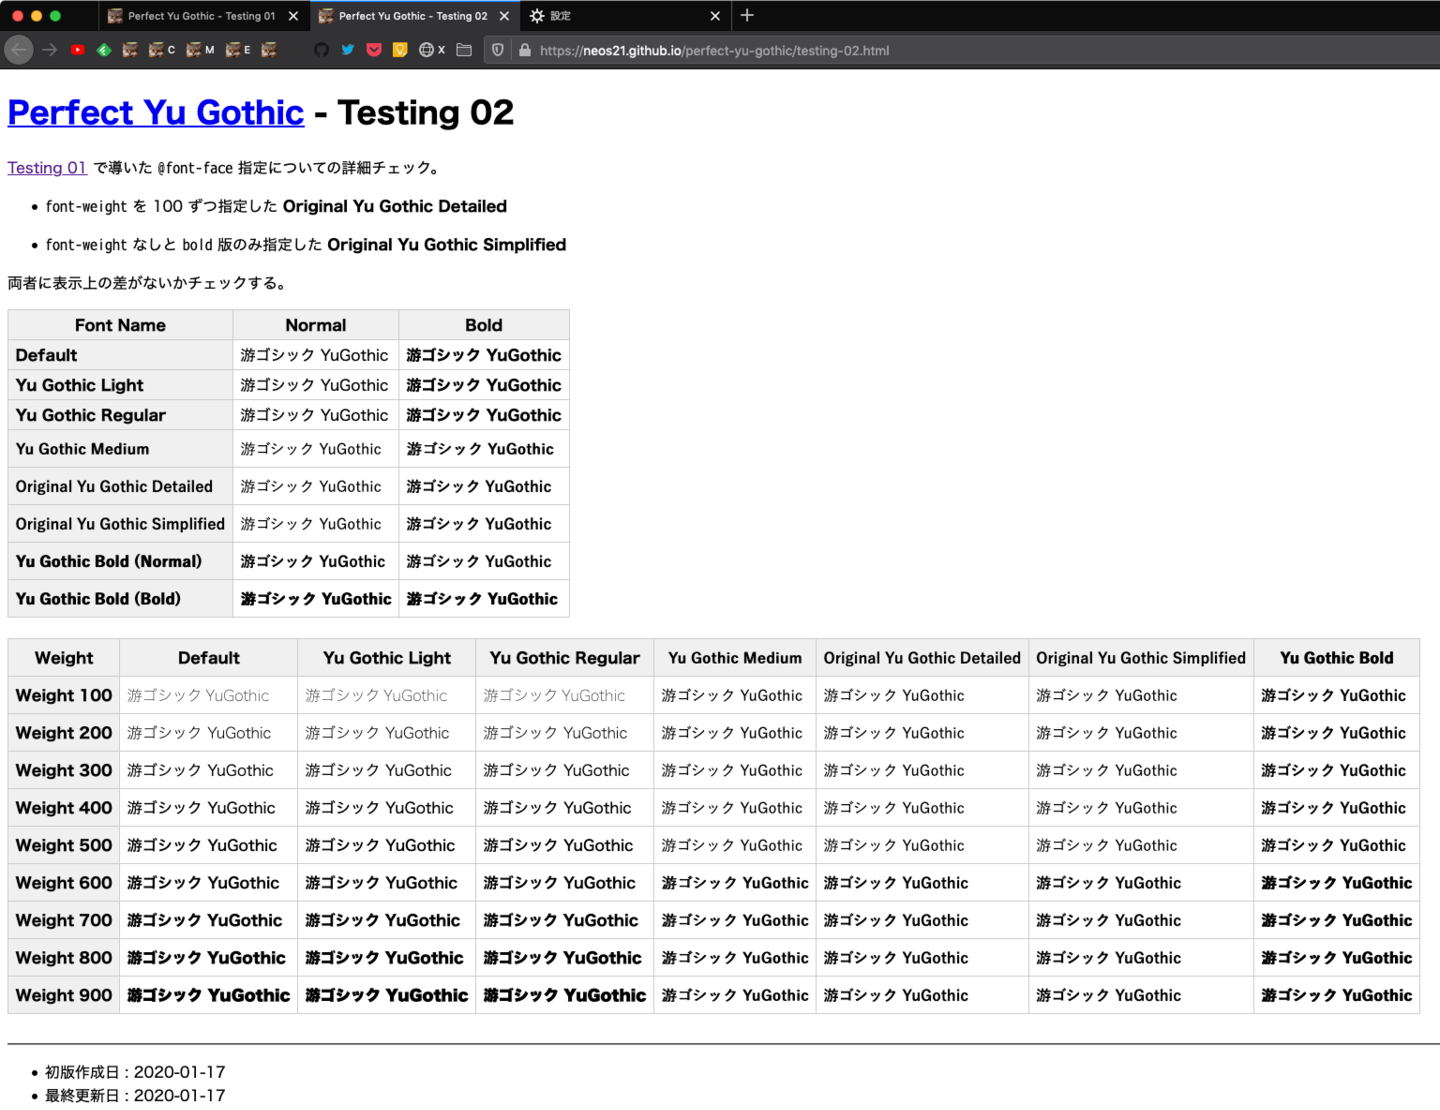 Perfect Yu Gothic - Testing 01
Perfect Yu Gothic - Testing 02
設定
C M E X https://neos21.github.io/perfect-yu-gothic/testing-02.html
Perfect Yu Gothic - Testing 02
Testing 01 で導いた @font-face 指定についての詳細チェック。
• font-weight を 100 ずつ指定した Original Yu Gothic Detailed
• font-weight なしと bold 版のみ指定した Original Yu Gothic Simplified
両者に表示上の差がないかチェックする。
Font Name Normal Bold
Default 游ゴシック YuGothic 游ゴシック YuGothic
Yu Gothic Light 游ゴシック YuGothic 游ゴシック YuGothic
Yu Gothic Regular 游ゴシック YuGothic 游ゴシック YuGothic
Yu Gothic Medium 游ゴシック YuGothic 游ゴシック YuGothic
Original Yu Gothic Detailed 游ゴシック YuGothic 游ゴシック YuGothic
Original Yu Gothic Simplified 游ゴシック YuGothic 游ゴシック YuGothic
Yu Gothic Bold (Normal) 游ゴシック YuGothic 游ゴシック YuGothic
Yu Gothic Bold (Bold) 游ゴシック YuGothic 游ゴシック YuGothic
Weight Default Yu Gothic Light Yu Gothic Regular Yu Gothic Medium Original Yu Gothic Detailed Original Yu Gothic Simplified Yu Gothic Bold
Weight 100 游ゴシック YuGothic 游ゴシック YuGothic 游ゴシック YuGothic 游ゴシック YuGothic 游ゴシック YuGothic 游ゴシック YuGothic 游ゴシック YuGothic
Weight 200 游ゴシック YuGothic 游ゴシック YuGothic 游ゴシック YuGothic 游ゴシック YuGothic 游ゴシック YuGothic 游ゴシック YuGothic 游ゴシック YuGothic
Weight 300 游ゴシック YuGothic 游ゴシック YuGothic 游ゴシック YuGothic 游ゴシック YuGothic 游ゴシック YuGothic 游ゴシック YuGothic 游ゴシック YuGothic
Weight 400 游ゴシック YuGothic 游ゴシック YuGothic 游ゴシック YuGothic 游ゴシック YuGothic 游ゴシック YuGothic 游ゴシック YuGothic 游ゴシック YuGothic
Weight 500 游ゴシック YuGothic 游ゴシック YuGothic 游ゴシック YuGothic 游ゴシック YuGothic 游ゴシック YuGothic 游ゴシック YuGothic 游ゴシック YuGothic
Weight 600 游ゴシック YuGothic 游ゴシック YuGothic 游ゴシック YuGothic 游ゴシック YuGothic 游ゴシック YuGothic 游ゴシック YuGothic 游ゴシック YuGothic
Weight 700 游ゴシック YuGothic 游ゴシック YuGothic 游ゴシック YuGothic 游ゴシック YuGothic 游ゴシック YuGothic 游ゴシック YuGothic 游ゴシック YuGothic
Weight 800 游ゴシック YuGothic 游ゴシック YuGothic 游ゴシック YuGothic 游ゴシック YuGothic 游ゴシック YuGothic 游ゴシック YuGothic 游ゴシック YuGothic
Weight 900 游ゴシック YuGothic 游ゴシック YuGothic 游ゴシック YuGothic 游ゴシック YuGothic 游ゴシック YuGothic 游ゴシック YuGothic 游ゴシック YuGothic
• 初版作成日 : 2020-01-17
• 最終更新日 : 2020-01-17